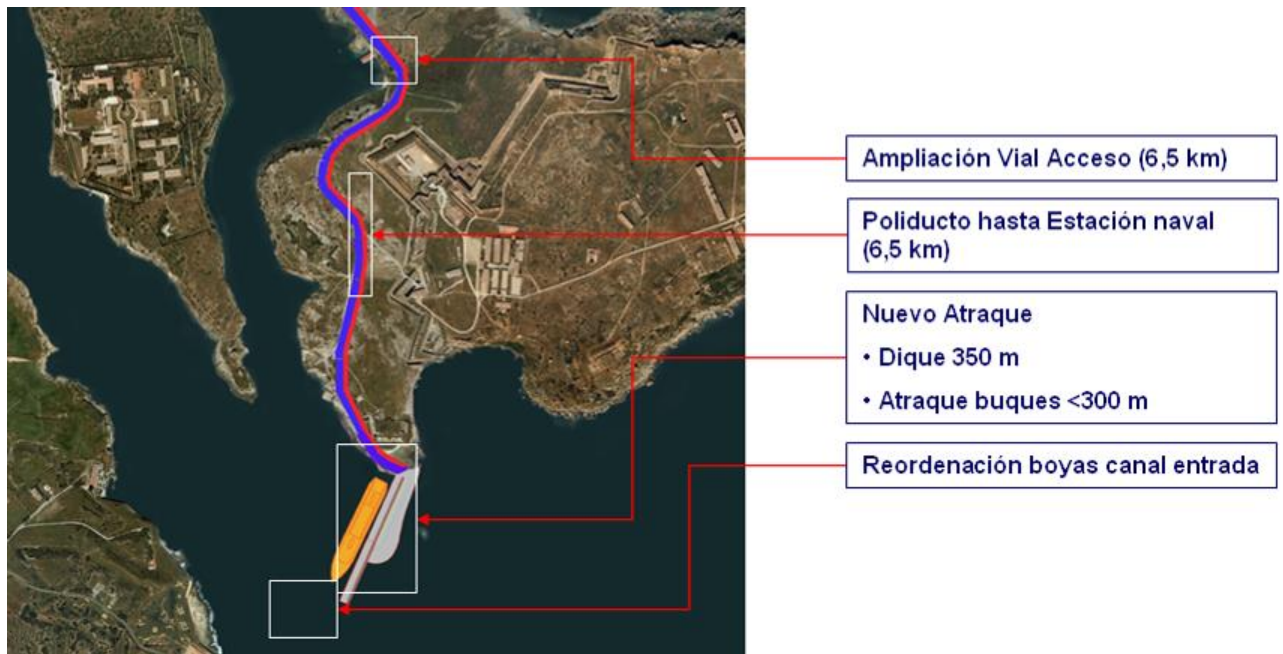 Ampliación Vial Acceso (6,5 km)
Poliducto hasta Estación naval
(6,5 km)
Nuevo Atraque
• Dique 350 m
• Atraque buques <300 m
Reordenación boyas canal entrada